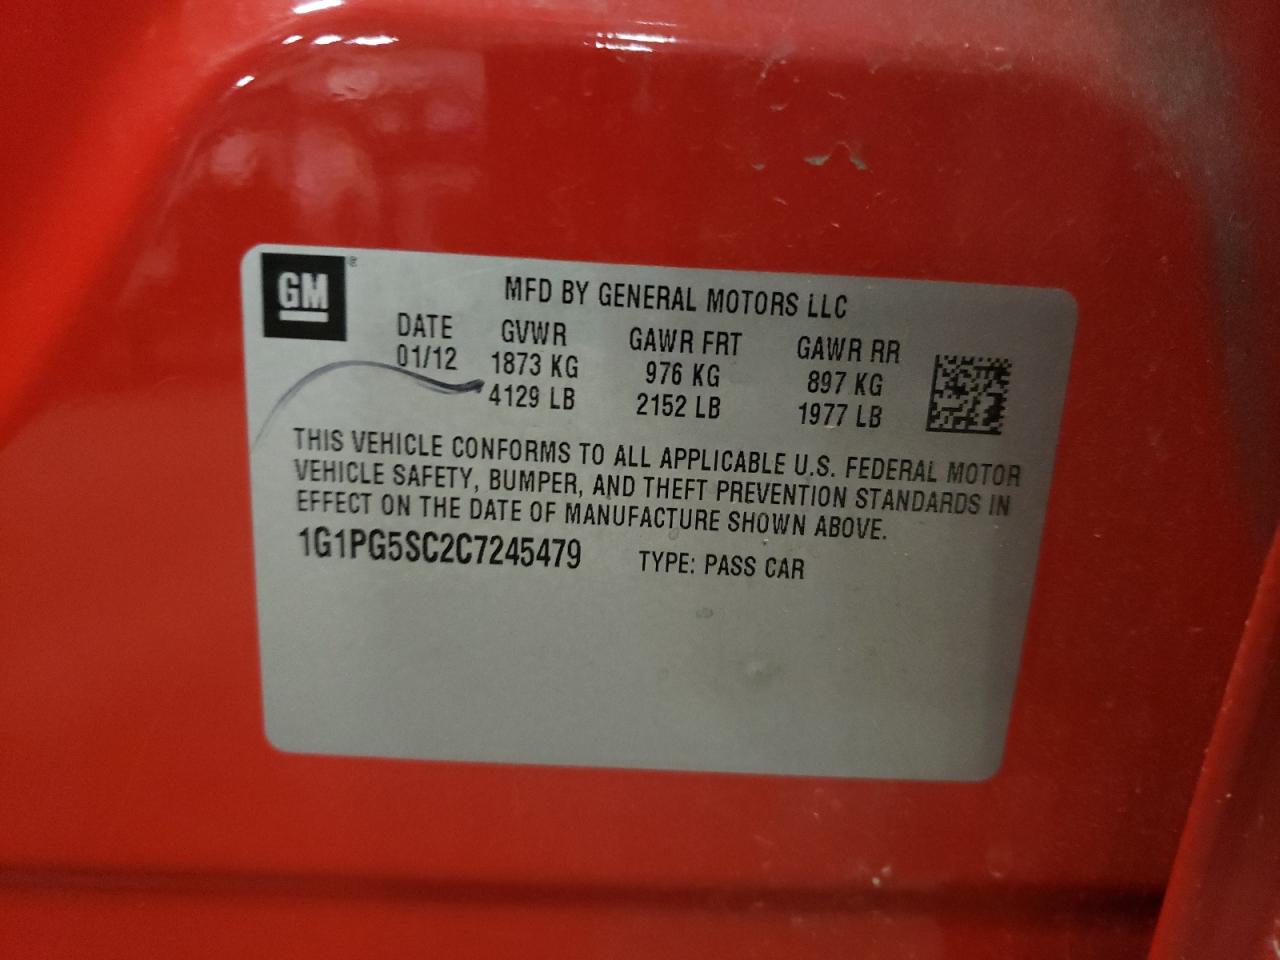 GM®
MFD BY GENERAL MOTORS LLC
DATE GVWR GAWR FRT GAWR RR
01/12 1873 KG 976 KG 897 KG
4129 LB 2152 LB 1977 LB
THIS VEHICLE CONFORMS TO ALL APPLICABLE U.S. FEDERAL MOTOR
VEHICLE SAFETY, BUMPER, AND THEFT PREVENTION STANDARDS IN
EFFECT ON THE DATE OF MANUFACTURE SHOWN ABOVE.
1G1PG5SC2C7245479 TYPE: PASS CAR